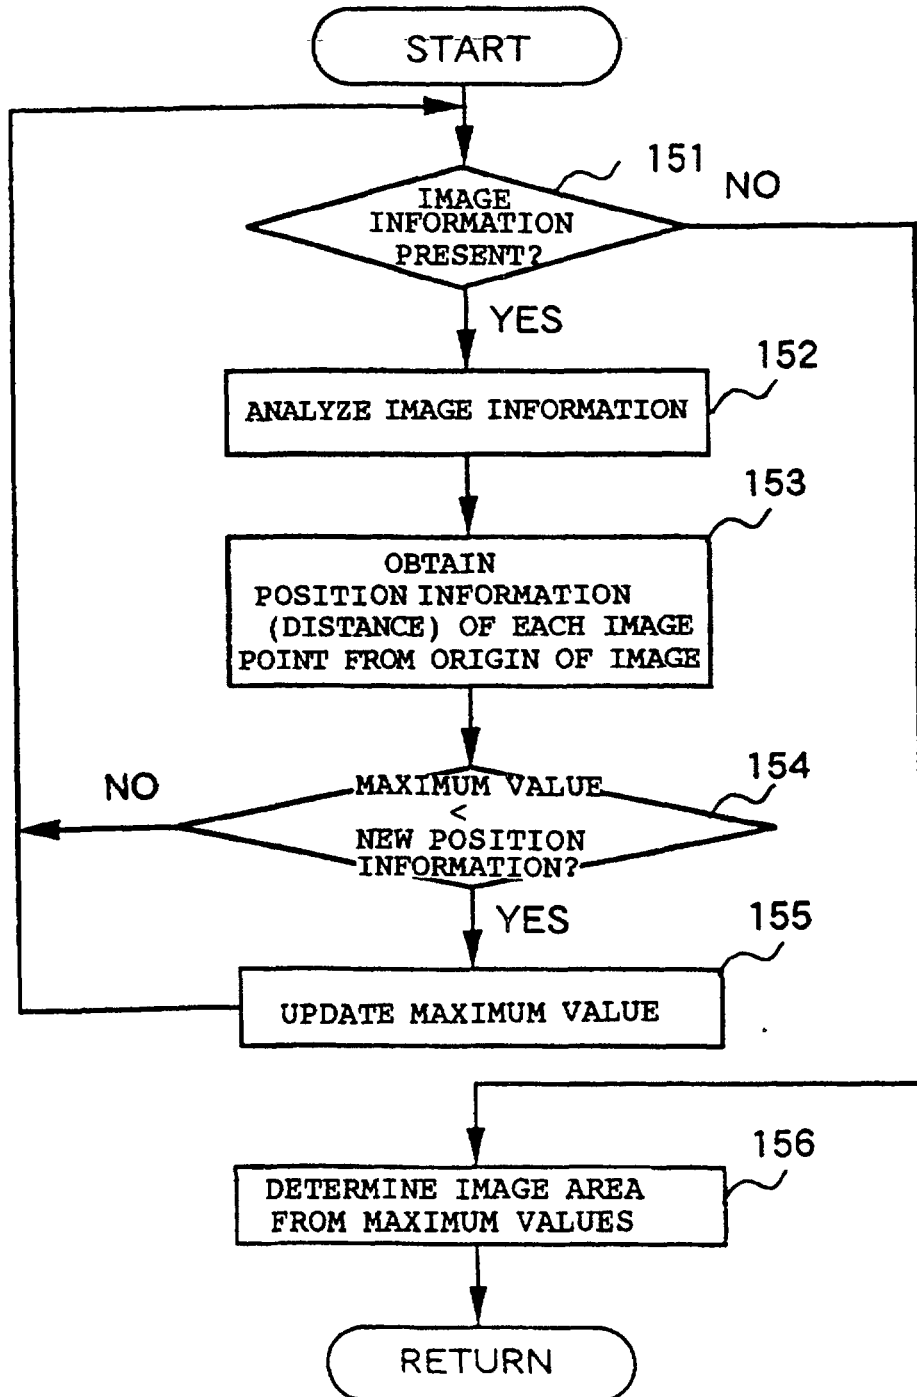 START
151
NO
IMAGE
INFORMATION
PRESENT?
YES
152
ANALYZE IMAGE INFORMATION
153
OBTAIN
POSITION INFORMATION
(DISTANCE) OF EACH IMAGE
POINT FROM ORIGIN OF IMAGE
154
NO
MAXIMUM VALUE
<
NEW POSITION
INFORMATION?
YES
155
UPDATE MAXIMUM VALUE
156
DETERMINE IMAGE AREA
FROM MAXIMUM VALUES
RETURN